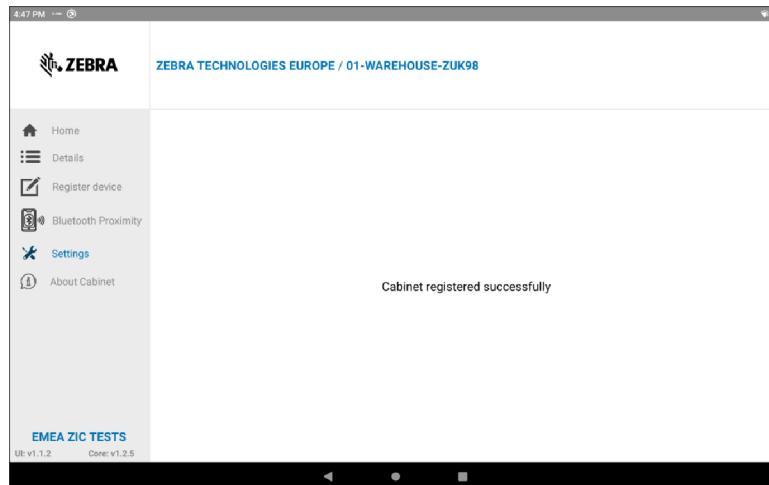 4:47 PM
ZEBRA
ZEBRA TECHNOLOGIES EUROPE / 01-WAREHOUSE-ZUK98
Home
Details
Register device
Bluetooth Proximity
Settings
About Cabinet
Cabinet registered successfully
EMEA ZIC TESTS
UI: v1.1.2 Core: v1.2.5